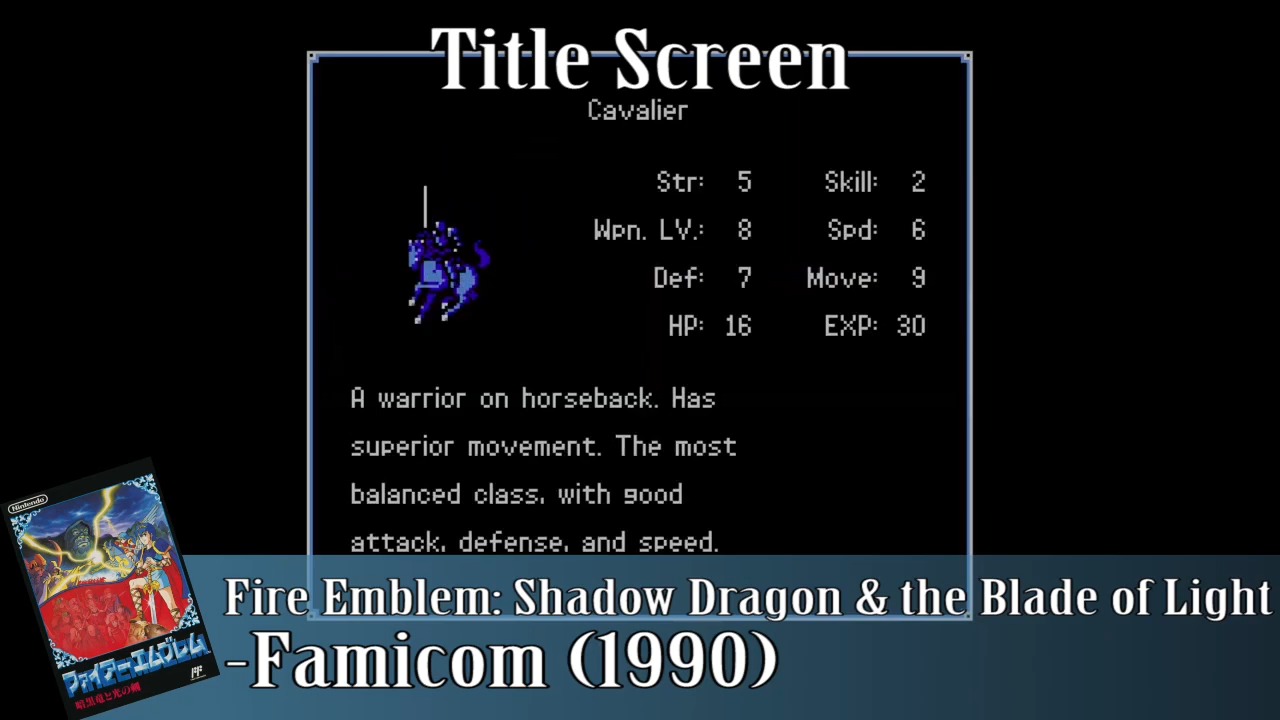 Title Screen
Cavalier
Str: 5 Skill: 2
Wpn. LV.: 8 Spd: 6
Def: 7 Move: 9
HP: 16 EXP: 30
A warrior on horseback. Has
superior movement. The most
balanced class, with good
attack, defense, and speed.
Nintendo
ファイアーエムブレム
暗黒竜と光の剣
Fire Emblem: Shadow Dragon & the Blade of Light
-Famicom (1990)